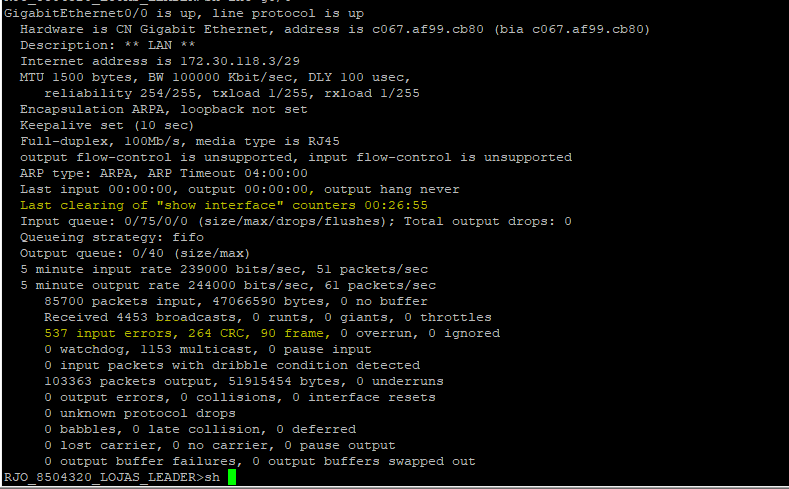 GigabitEthernet0/0 is up, line protocol is up
Hardware is CN Gigabit Ethernet, address is c067.af99.cb80 (bia c067.af99.cb80)
Description: ** LAN **
Internet address is 172.30.118.3/29
MTU 1500 bytes, BW 100000 Kbit/sec, DLY 100 usec,
reliability 254/255, txload 1/255, rxload 1/255
Encapsulation ARPA, loopback not set
Keepalive set (10 sec)
Full-duplex, 100Mb/s, media type is RJ45
output flow-control is unsupported, input flow-control is unsupported
ARP type: ARPA, ARP Timeout 04:00:00
Last input 00:00:00, output 00:00:00, output hang never
Last clearing of "show interface" counters 00:26:55
Input queue: 0/75/0/0 (size/max/drops/flushes); Total output drops: 0
Queueing strategy: fifo
Output queue: 0/40 (size/max)
5 minute input rate 239000 bits/sec, 51 packets/sec
5 minute output rate 244000 bits/sec, 61 packets/sec
85700 packets input, 47066590 bytes, 0 no buffer
Received 4453 broadcasts, 0 runts, 0 giants, 0 throttles
537 input errors, 264 CRC, 90 frame, 0 overrun, 0 ignored
0 watchdog, 1153 multicast, 0 pause input
0 input packets with dribble condition detected
103363 packets output, 51915454 bytes, 0 underruns
0 output errors, 0 collisions, 0 interface resets
0 unknown protocol drops
0 babbles, 0 late collision, 0 deferred
0 lost carrier, 0 no carrier, 0 pause output
0 output buffer failures, 0 output buffers swapped out
RJO_8504320_LOJAS_LEADER>sh